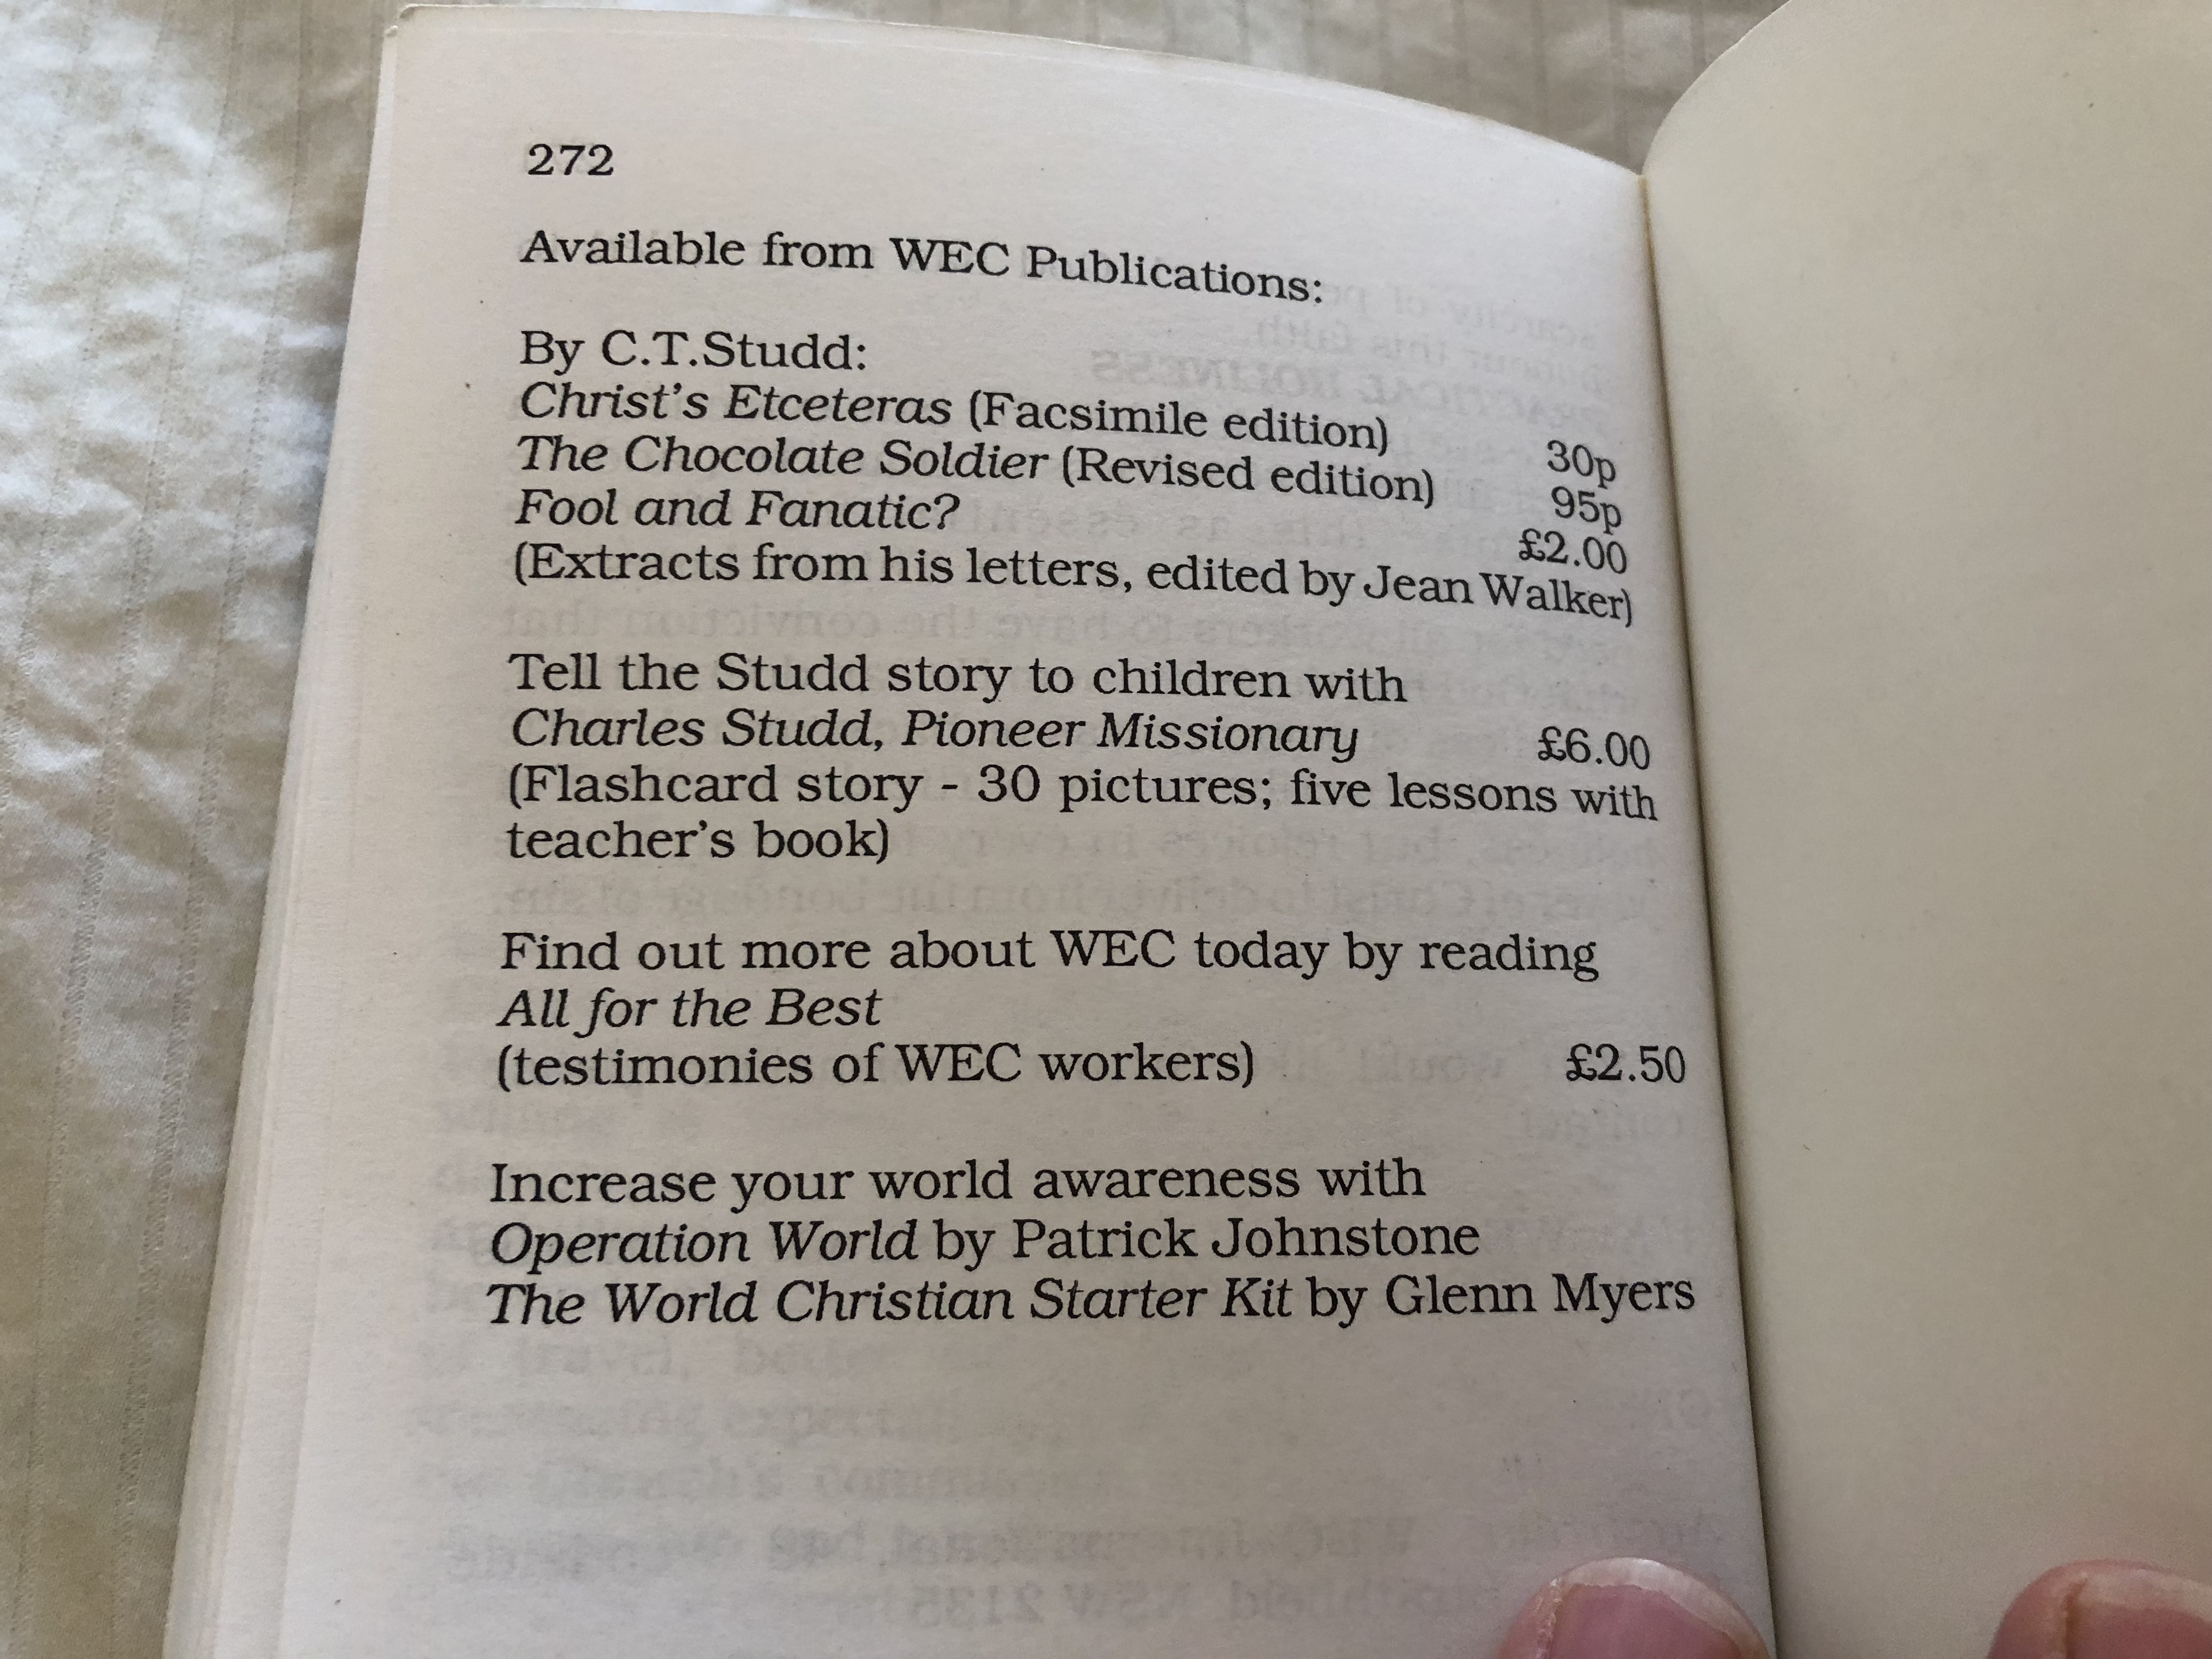 272
Available from WEC Publications:
By C.T.Studd:
Christ's Etceteras (Facsimile edition) 30p
The Chocolate Soldier (Revised edition) 95p
Fool and Fanatic? £2.00
(Extracts from his letters, edited by Jean Walker)
Tell the Studd story to children with
Charles Studd, Pioneer Missionary £6.00
(Flashcard story - 30 pictures; five lessons with
teacher's book)
Find out more about WEC today by reading
All for the Best
(testimonies of WEC workers) £2.50
Increase your world awareness with
Operation World by Patrick Johnstone
The World Christian Starter Kit by Glenn Myers